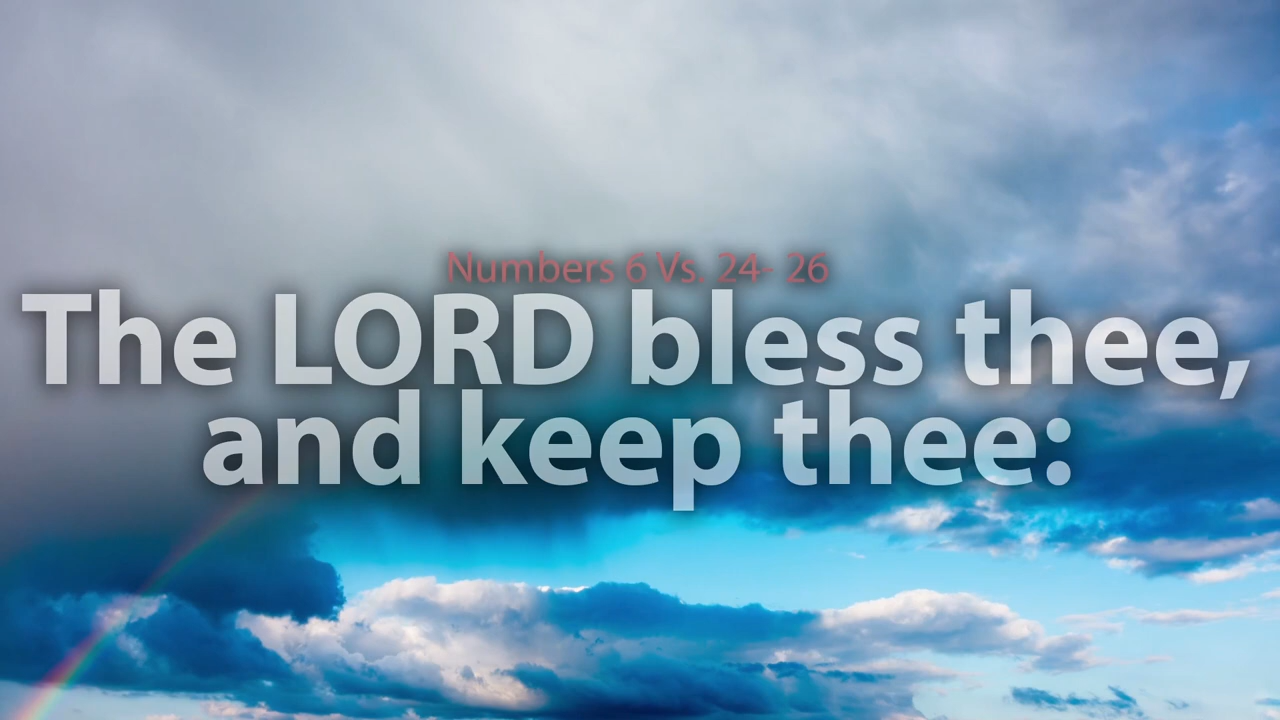 Numbers 6 Vs. 24- 26
The LORD bless thee,
and keep thee: